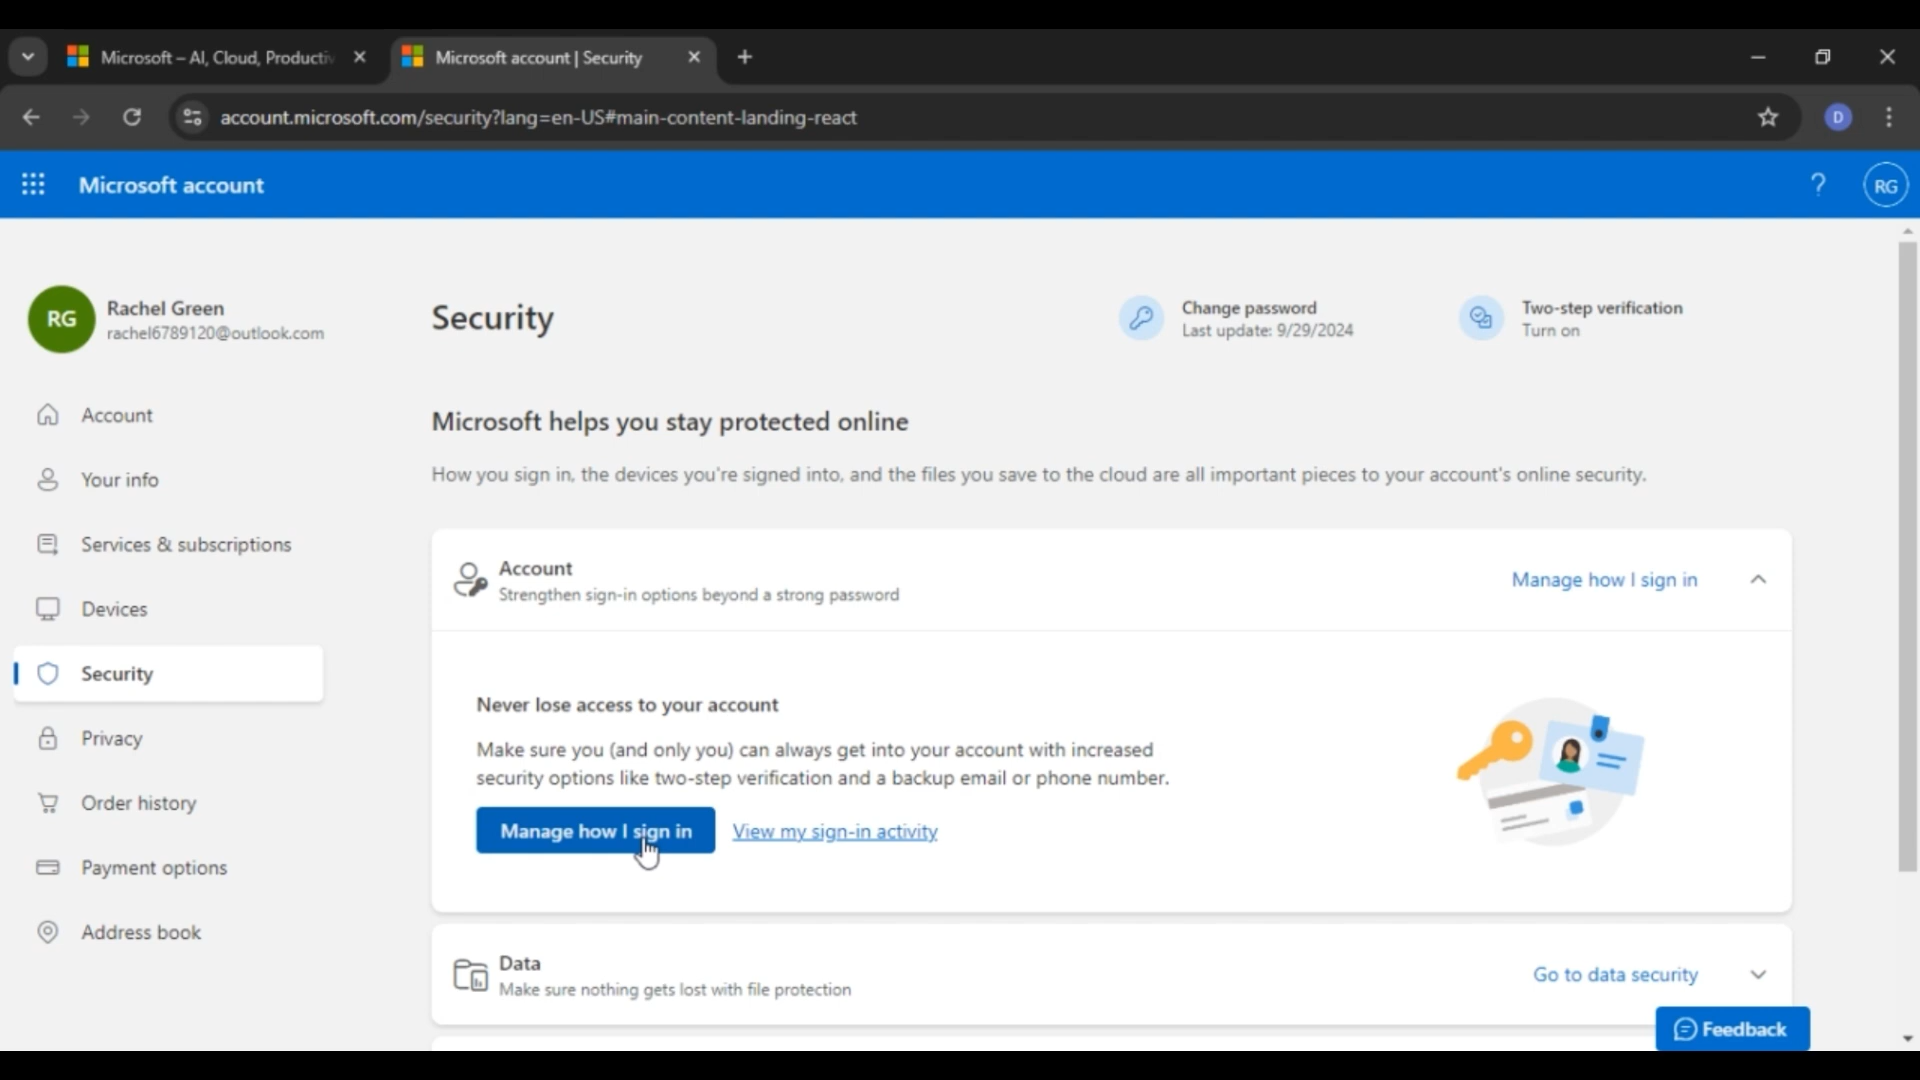 Microsoft – AI, Cloud, Productiv
Microsoft account | Security
account.microsoft.com/security?lang=en-US#main-content-landing-react
D
Microsoft account
?
RG
RG
Rachel Green
rachel6789120@outlook.com
Security
Change password
Last update: 9/29/2024
Two-step verification
Turn on
Account
Your info
Services & subscriptions
Devices
Security
Privacy
Order history
Payment options
Address book
Microsoft helps you stay protected online
How you sign in, the devices you're signed into, and the files you save to the cloud are all important pieces to your account's online security.
Account
Strengthen sign-in options beyond a strong password
Manage how I sign in
Never lose access to your account
Make sure you (and only you) can always get into your account with increased
security options like two-step verification and a backup email or phone number.
Manage how I sign in
View my sign-in activity
Data
Make sure nothing gets lost with file protection
Go to data security
Feedback